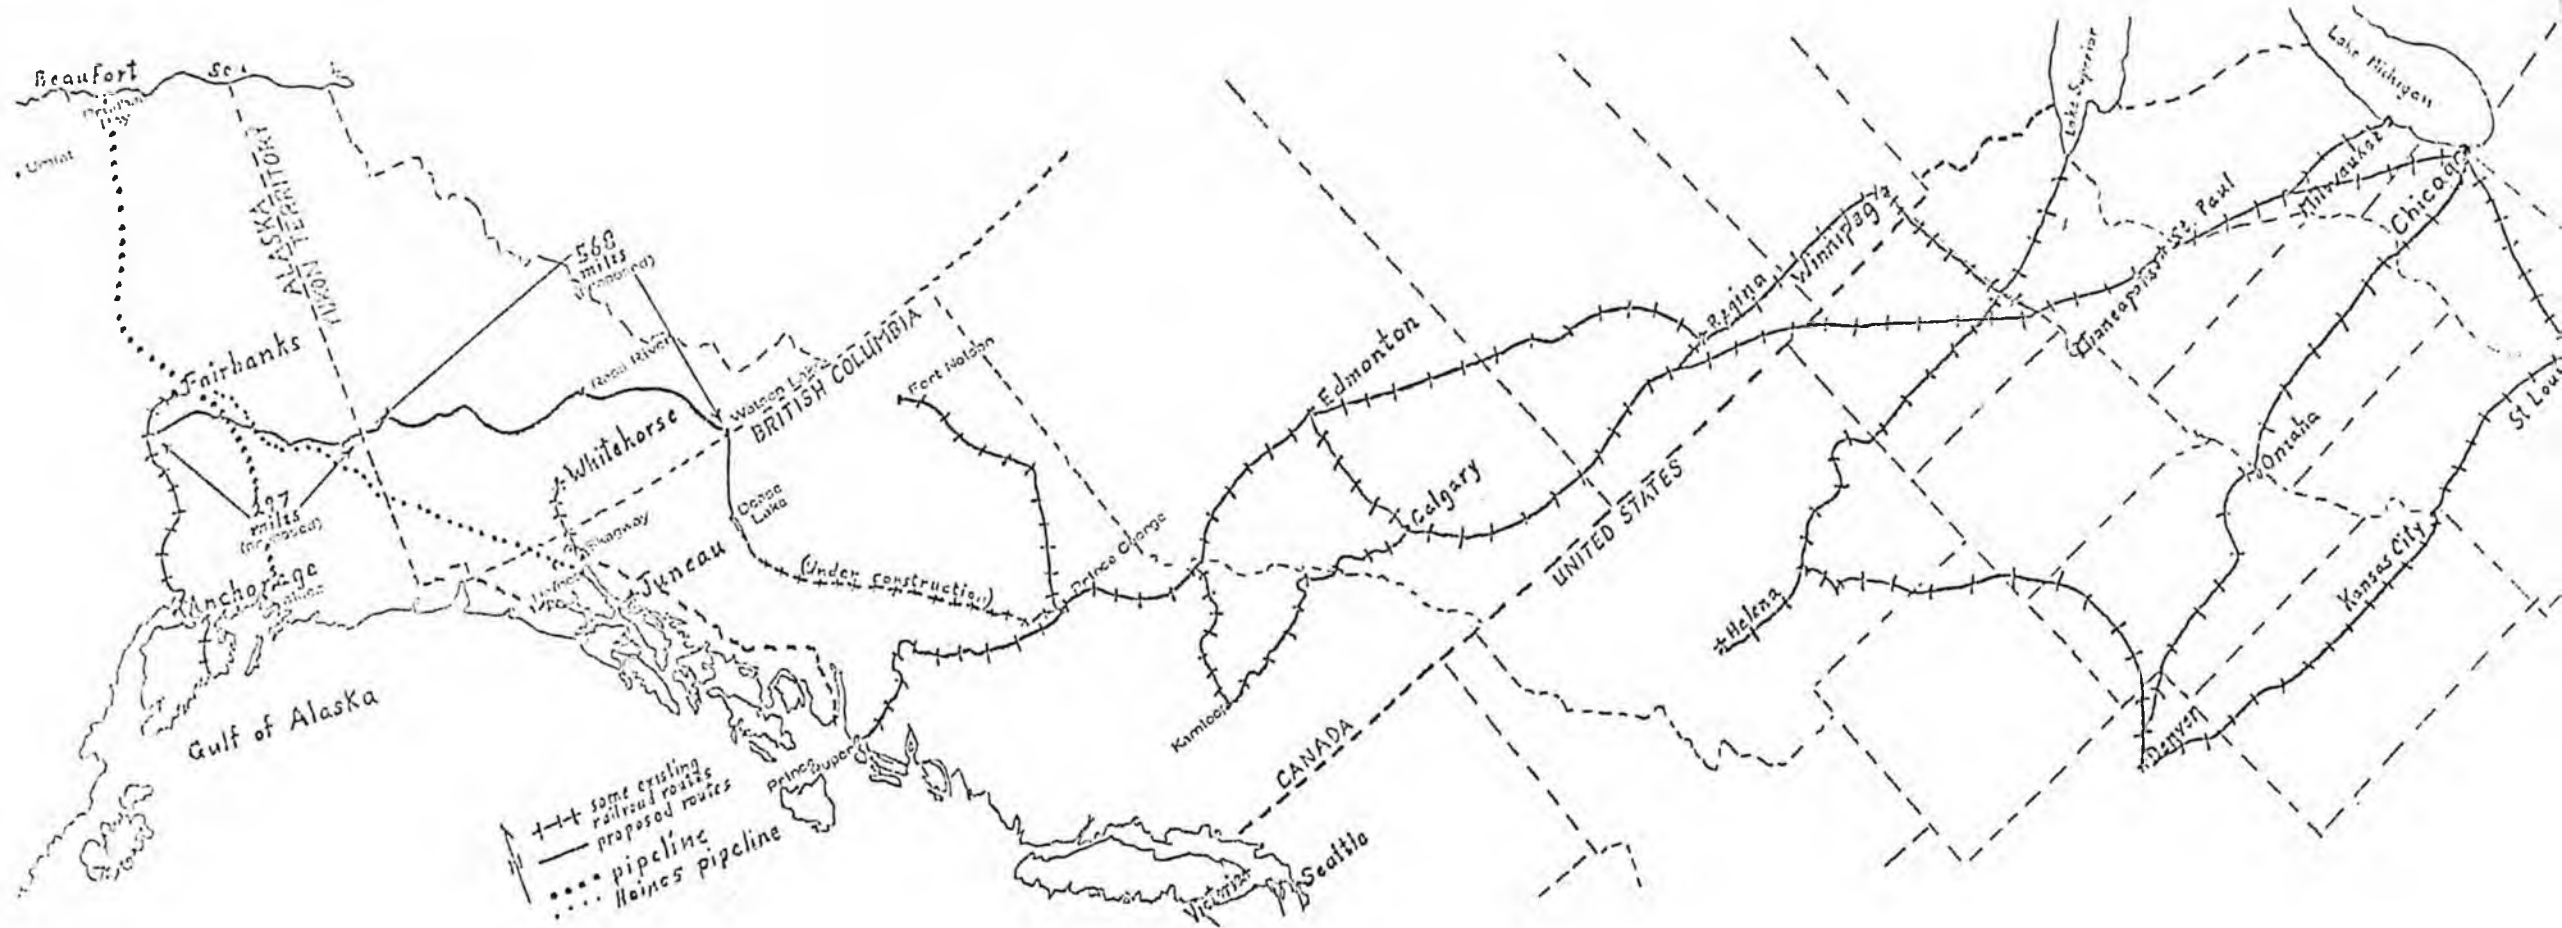 Beaufort Sea
Prudhoe Bay
Umiat
ALASKA
ALASKA
YUKON TERRITORY
Fairbanks
568
miles
(proposed)
Ross River
Watson Lake
BRITISH COLUMBIA
Fort Nelson
Whitehorse
297
miles
(proposed)
Anchorage
Skagway
Haines
Juneau
Dease
Lake
(Under construction)
Prince George
Gulf of Alaska
Prince Rupert
Kamloops
Edmonton
Calgary
Regina
Winnipeg
CANADA
UNITED STATES
Victoria
Seattle
Helena
Lake Superior
Lake Michigan
Minneapolis
St. Paul
Milwaukee
Chicago
Omaha
St Lou
Kansas City
Denver
some existing
railroad routes
proposed routes
pipeline
Haines pipeline